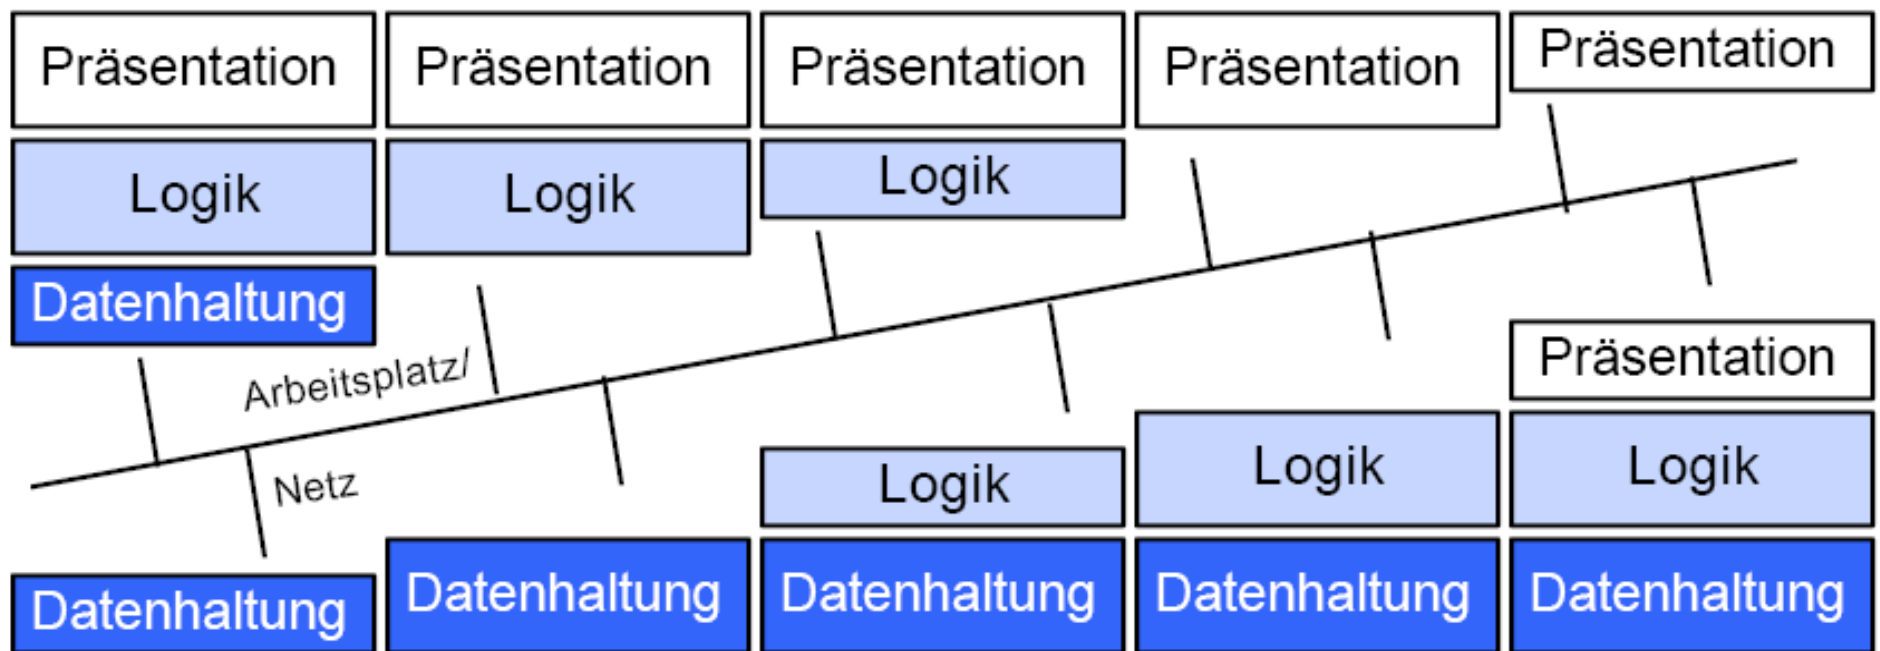 Präsentation Präsentation Präsentation Präsentation Präsentation
Logik Logik Logik
Datenhaltung
Arbeitsplatz/
Netz
Präsentation
Logik Logik Logik
Datenhaltung Datenhaltung Datenhaltung Datenhaltung Datenhaltung